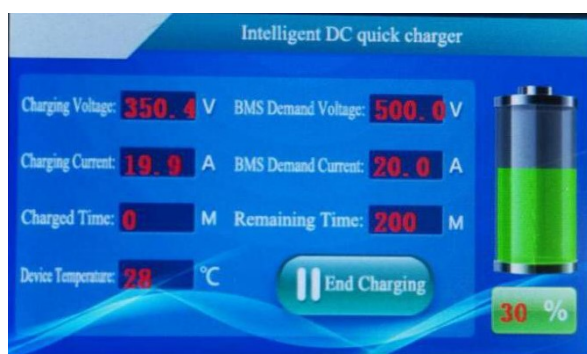 Intelligent DC quick charger
Charging Voltage: 350.4 V BMS Demand Voltage: 500.0 V
Charging Current: 19.9 A BMS Demand Current: 20.0 A
Charged Time: 0 M Remaining Time: 200 M
Device Temperature: 28 ℃ End Charging
30 %